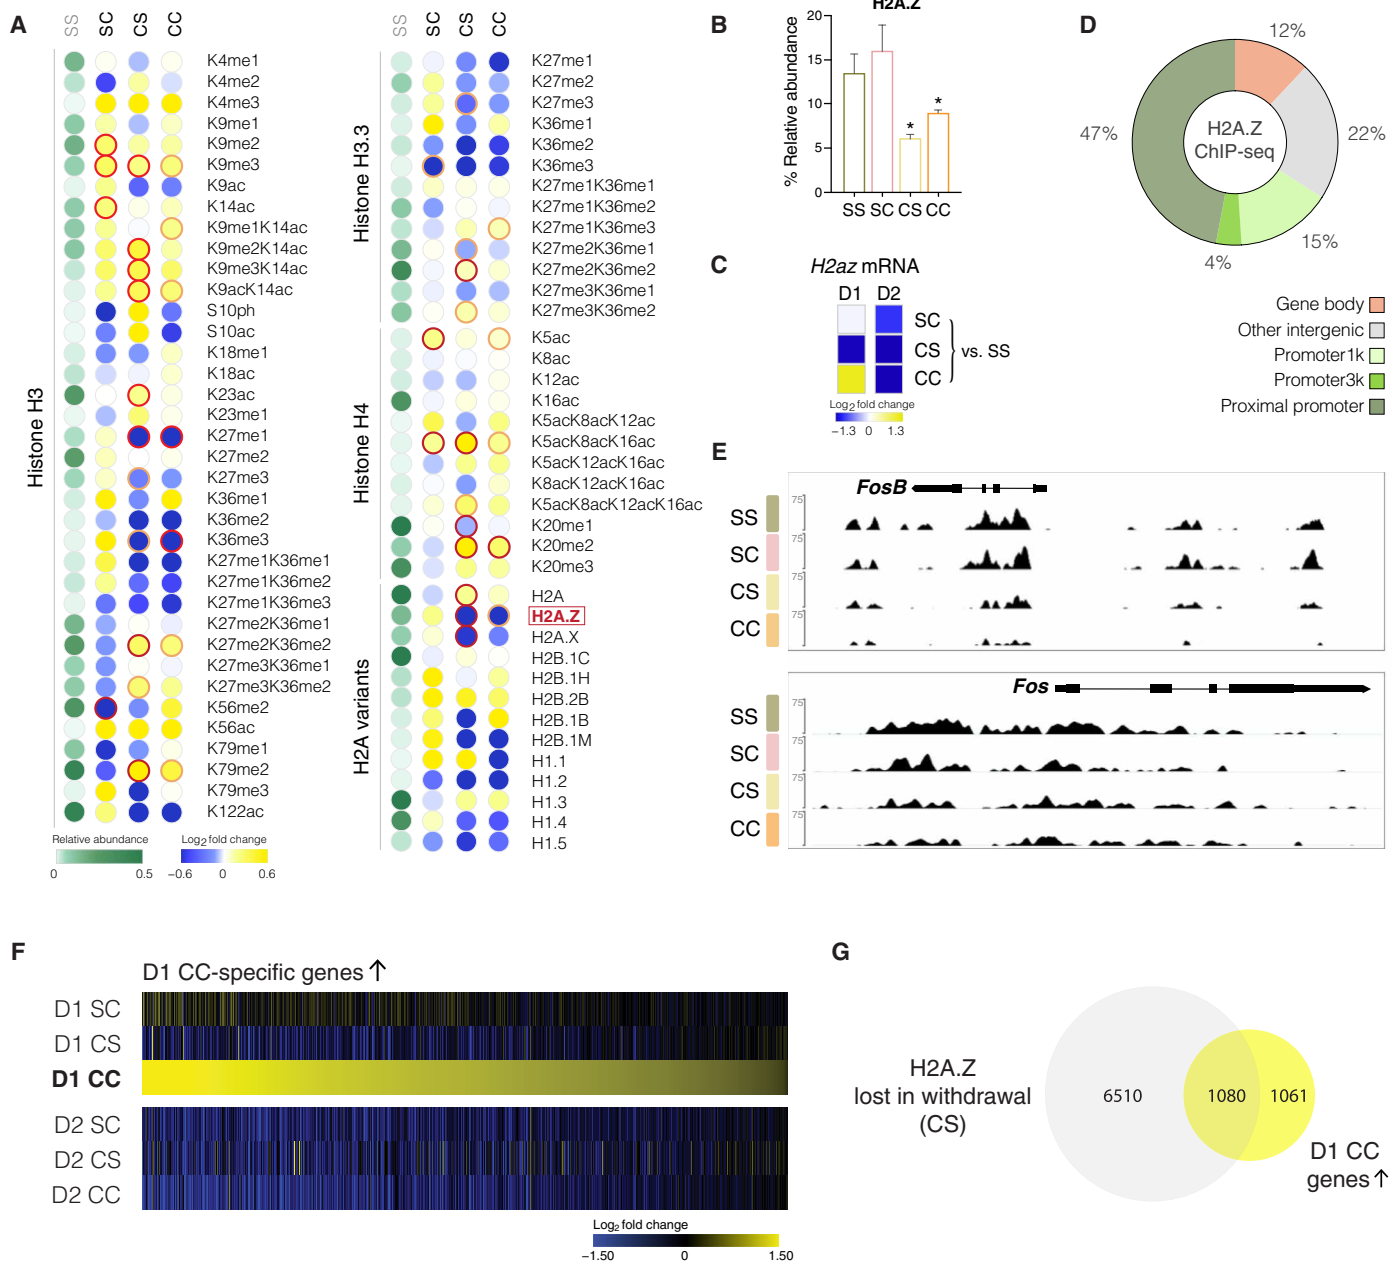 A
SS SC CS CC
Histone H3
K4me1
K4me2
K4me3
K9me1
K9me2
K9me3
K9ac
K14ac
K9me1K14ac
K9me2K14ac
K9me3K14ac
K9acK14ac
S10ph
S10ac
K18me1
K18ac
K23ac
K23me1
K27me1
K27me2
K27me3
K36me1
K36me2
K36me3
K27me1K36me1
K27me1K36me2
K27me1K36me3
K27me2K36me1
K27me2K36me2
K27me3K36me1
K27me3K36me2
K56me2
K56ac
K79me1
K79me2
K79me3
K122ac
Relative abundance
0 0.5
Log2 fold change
−0.6 0 0.6
SS SC CS CC
Histone H3.3
K27me1
K27me2
K27me3
K36me1
K36me2
K36me3
K27me1K36me1
K27me1K36me2
K27me1K36me3
K27me2K36me1
K27me2K36me2
K27me3K36me1
K27me3K36me2
Histone H4
K5ac
K8ac
K12ac
K16ac
K5acK8acK12ac
K5acK8acK16ac
K5acK12acK16ac
K8acK12acK16ac
K5acK8acK12acK16ac
K20me1
K20me2
K20me3
H2A variants
H2A
H2A.Z
H2A.X
H2B.1C
H2B.1H
H2B.2B
H2B.1B
H2B.1M
H1.1
H1.2
H1.3
H1.4
H1.5
B
H2A.Z
% Relative abundance
20
15
10
5
0
* *
SS SC CS CC
C
H2az mRNA
D1 D2
SC
CS vs. SS
CC
Log2 fold change
−1.3 0 1.3
D
12%
47%
H2A.Z
ChIP-seq
22%
15%
4%
Gene body
Other intergenic
Promoter1k
Promoter3k
Proximal promoter
E
FosB
SS 75
SC 75
CS 75
CC 75
Fos
SS 75
SC 75
CS 75
CC 75
F
D1 CC-specific genes ↑
D1 SC
D1 CS
D1 CC
D2 SC
D2 CS
D2 CC
Log2 fold change
−1.50 0 1.50
G
H2A.Z
lost in withdrawal
(CS)
6510 1080 1061
D1 CC
genes ↑